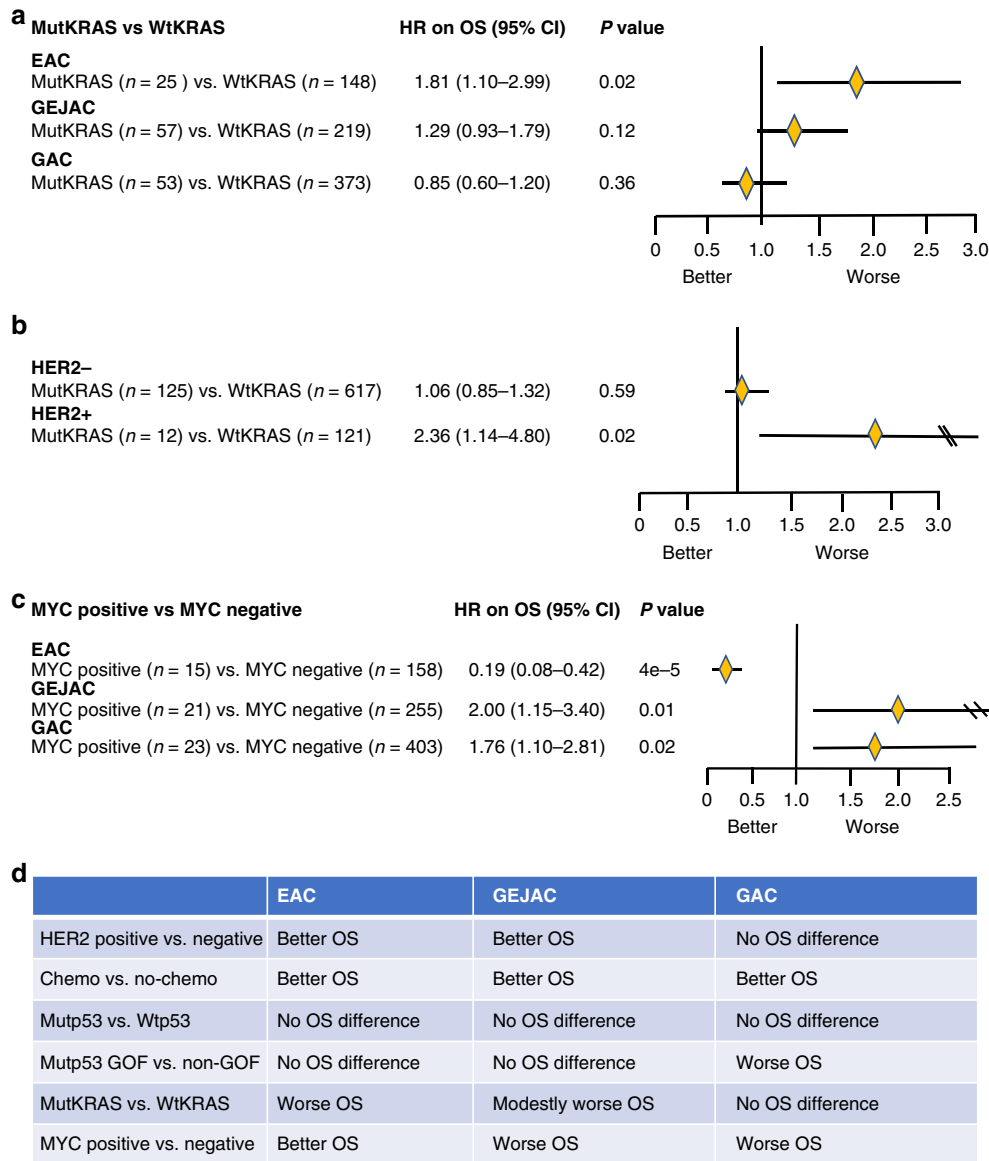 a
MutKRAS vs WtKRAS HR on OS (95% CI) P value
EAC
MutKRAS (n = 25 ) vs. WtKRAS (n = 148) 1.81 (1.10–2.99) 0.02
GEJAC
MutKRAS (n = 57) vs. WtKRAS (n = 219) 1.29 (0.93–1.79) 0.12
GAC
MutKRAS (n = 53) vs. WtKRAS (n = 373) 0.85 (0.60–1.20) 0.36
0 0.5 1.0 1.5 2.0 2.5 3.0
Better Worse
b
HER2–
MutKRAS (n = 125) vs. WtKRAS (n = 617) 1.06 (0.85–1.32) 0.59
HER2+
MutKRAS (n = 12) vs. WtKRAS (n = 121) 2.36 (1.14–4.80) 0.02
0 0.5 1.0 1.5 2.0 2.5 3.0
Better Worse
c
MYC positive vs MYC negative HR on OS (95% CI) P value
EAC
MYC positive (n = 15) vs. MYC negative (n = 158) 0.19 (0.08–0.42) 4e–5
GEJAC
MYC positive (n = 21) vs. MYC negative (n = 255) 2.00 (1.15–3.40) 0.01
GAC
MYC positive (n = 23) vs. MYC negative (n = 403) 1.76 (1.10–2.81) 0.02
0 0.5 1.0 1.5 2.0 2.5
Better Worse
d
EAC GEJAC GAC
HER2 positive vs. negative Better OS Better OS No OS difference
Chemo vs. no-chemo Better OS Better OS Better OS
Mutp53 vs. Wtp53 No OS difference No OS difference No OS difference
Mutp53 GOF vs. non-GOF No OS difference No OS difference Worse OS
MutKRAS vs. WtKRAS Worse OS Modestly worse OS No OS difference
MYC positive vs. negative Better OS Worse OS Worse OS